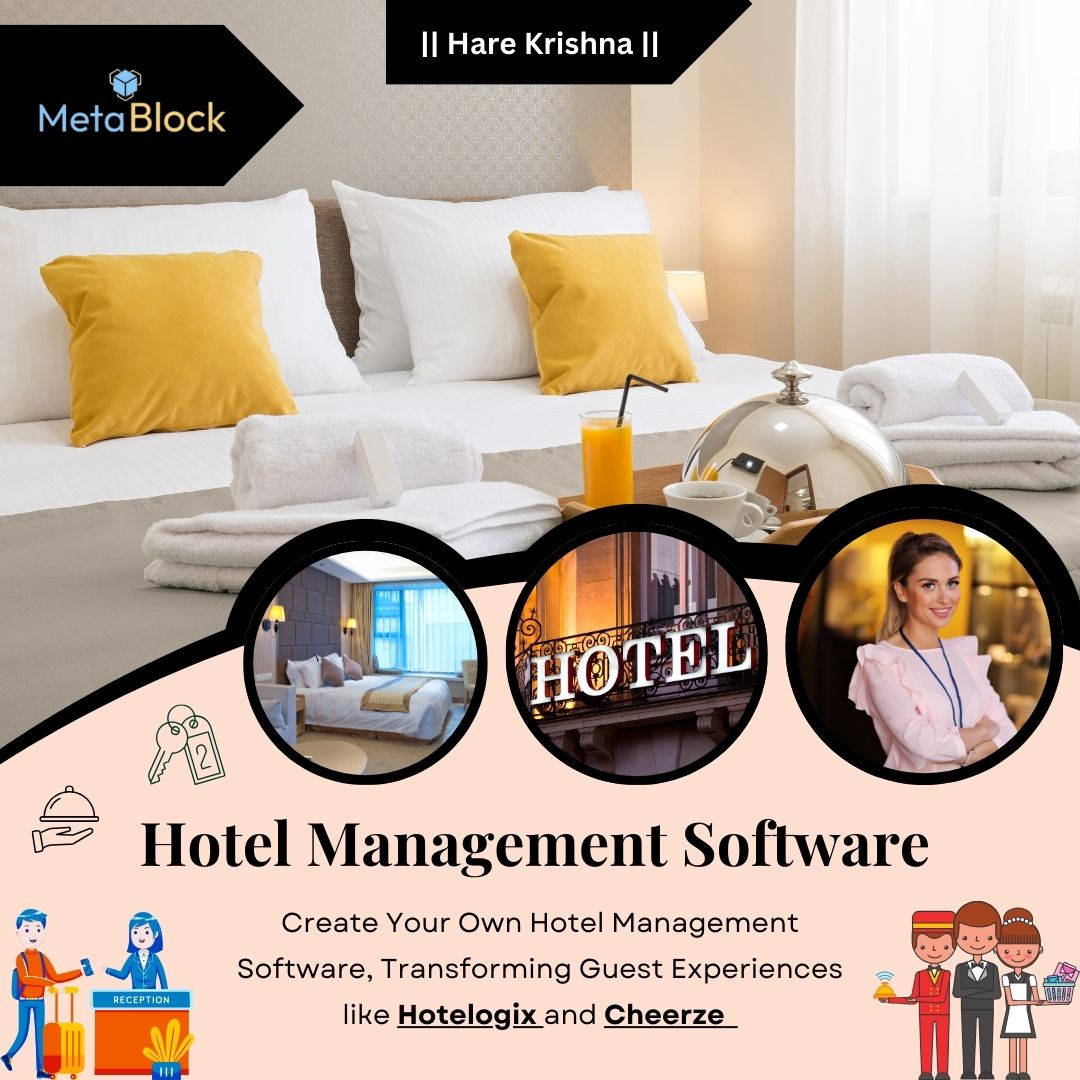 || Hare Krishna ||
MetaBlock
HOTEL
2
Hotel Management Software
Create Your Own Hotel Management
Software, Transforming Guest Experiences
like Hotelogix and Cheerze
RECEPTION